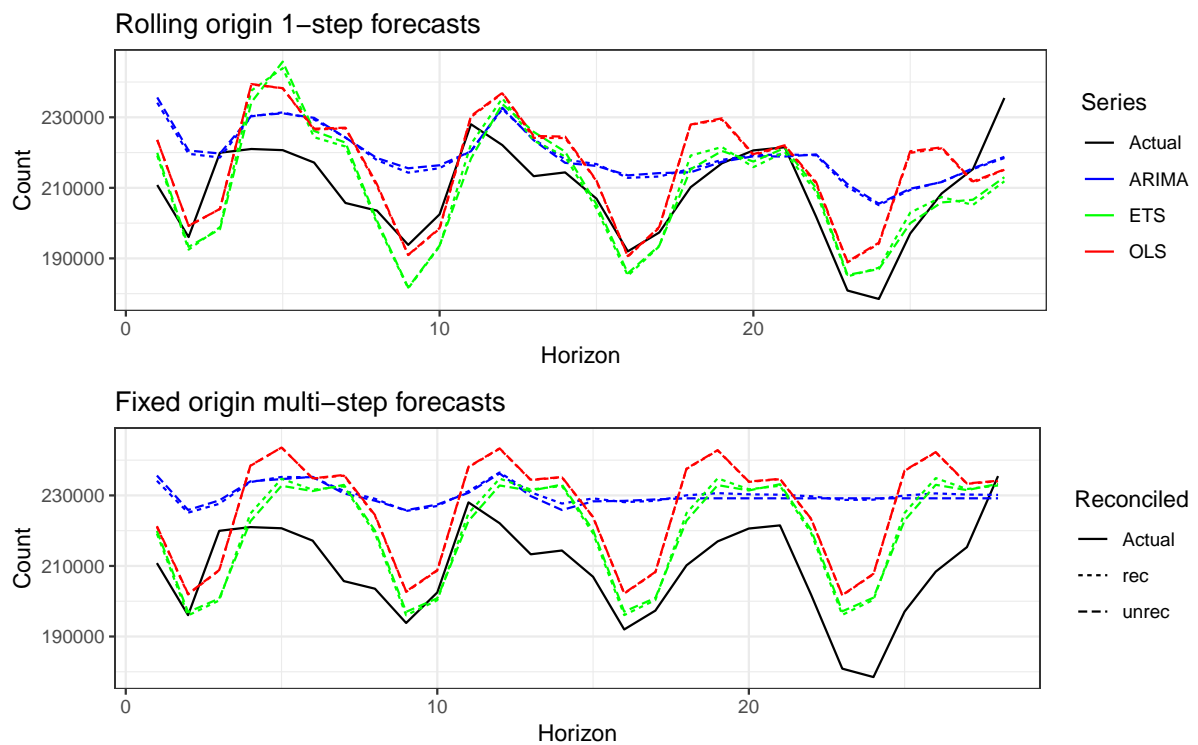 Rolling origin 1−step forecasts
230000
210000
190000
Count
0
10
20
Horizon
Series
Actual
ARIMA
ETS
OLS
Fixed origin multi−step forecasts
230000
210000
190000
Count
0
10
20
Horizon
Reconciled
Actual
rec
unrec